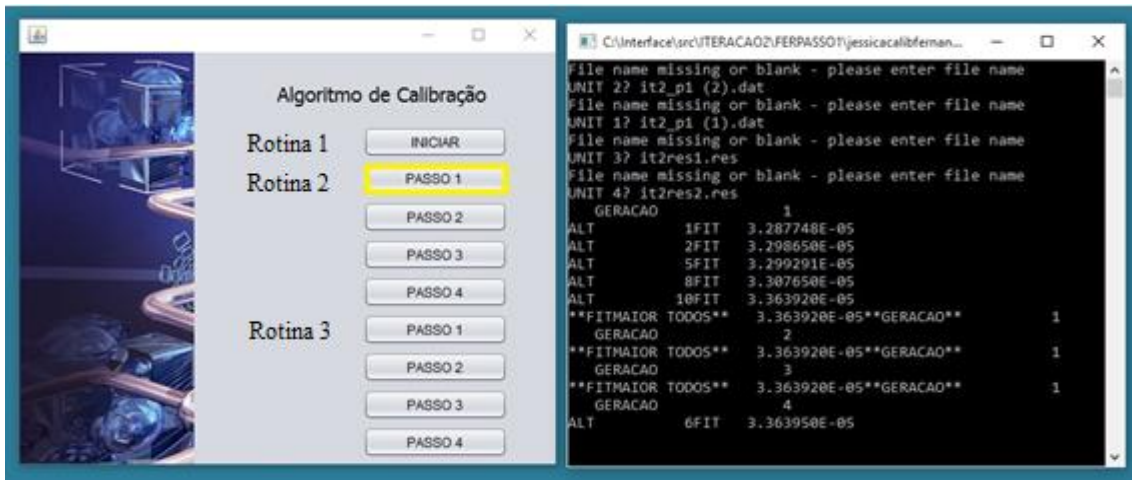 Algoritmo de Calibração
Rotina 1 INICIAR
Rotina 2 PASSO 1
PASSO 2
PASSO 3
PASSO 4
Rotina 3 PASSO 1
PASSO 2
PASSO 3
PASSO 4
C:\Interface\src\ITERACAO2\FERPASSO1\jessicacalibfernan...
File name missing or blank - please enter file name
UNIT 2? it2_p1 (2).dat
File name missing or blank - please enter file name
UNIT 1? it2_p1 (1).dat
File name missing or blank - please enter file name
UNIT 3? it2res1.res
File name missing or blank - please enter file name
UNIT 4? it2res2.res
GERACAO 1
ALT 1FIT 3.287748E-05
ALT 2FIT 3.298650E-05
ALT 5FIT 3.299291E-05
ALT 8FIT 3.307650E-05
ALT 10FIT 3.363920E-05
**FITMAIOR TODOS** 3.363920E-05**GERACAO** 1
GERACAO 2
**FITMAIOR TODOS** 3.363920E-05**GERACAO** 1
GERACAO 3
**FITMAIOR TODOS** 3.363920E-05**GERACAO** 1
GERACAO 4
ALT 6FIT 3.363950E-05